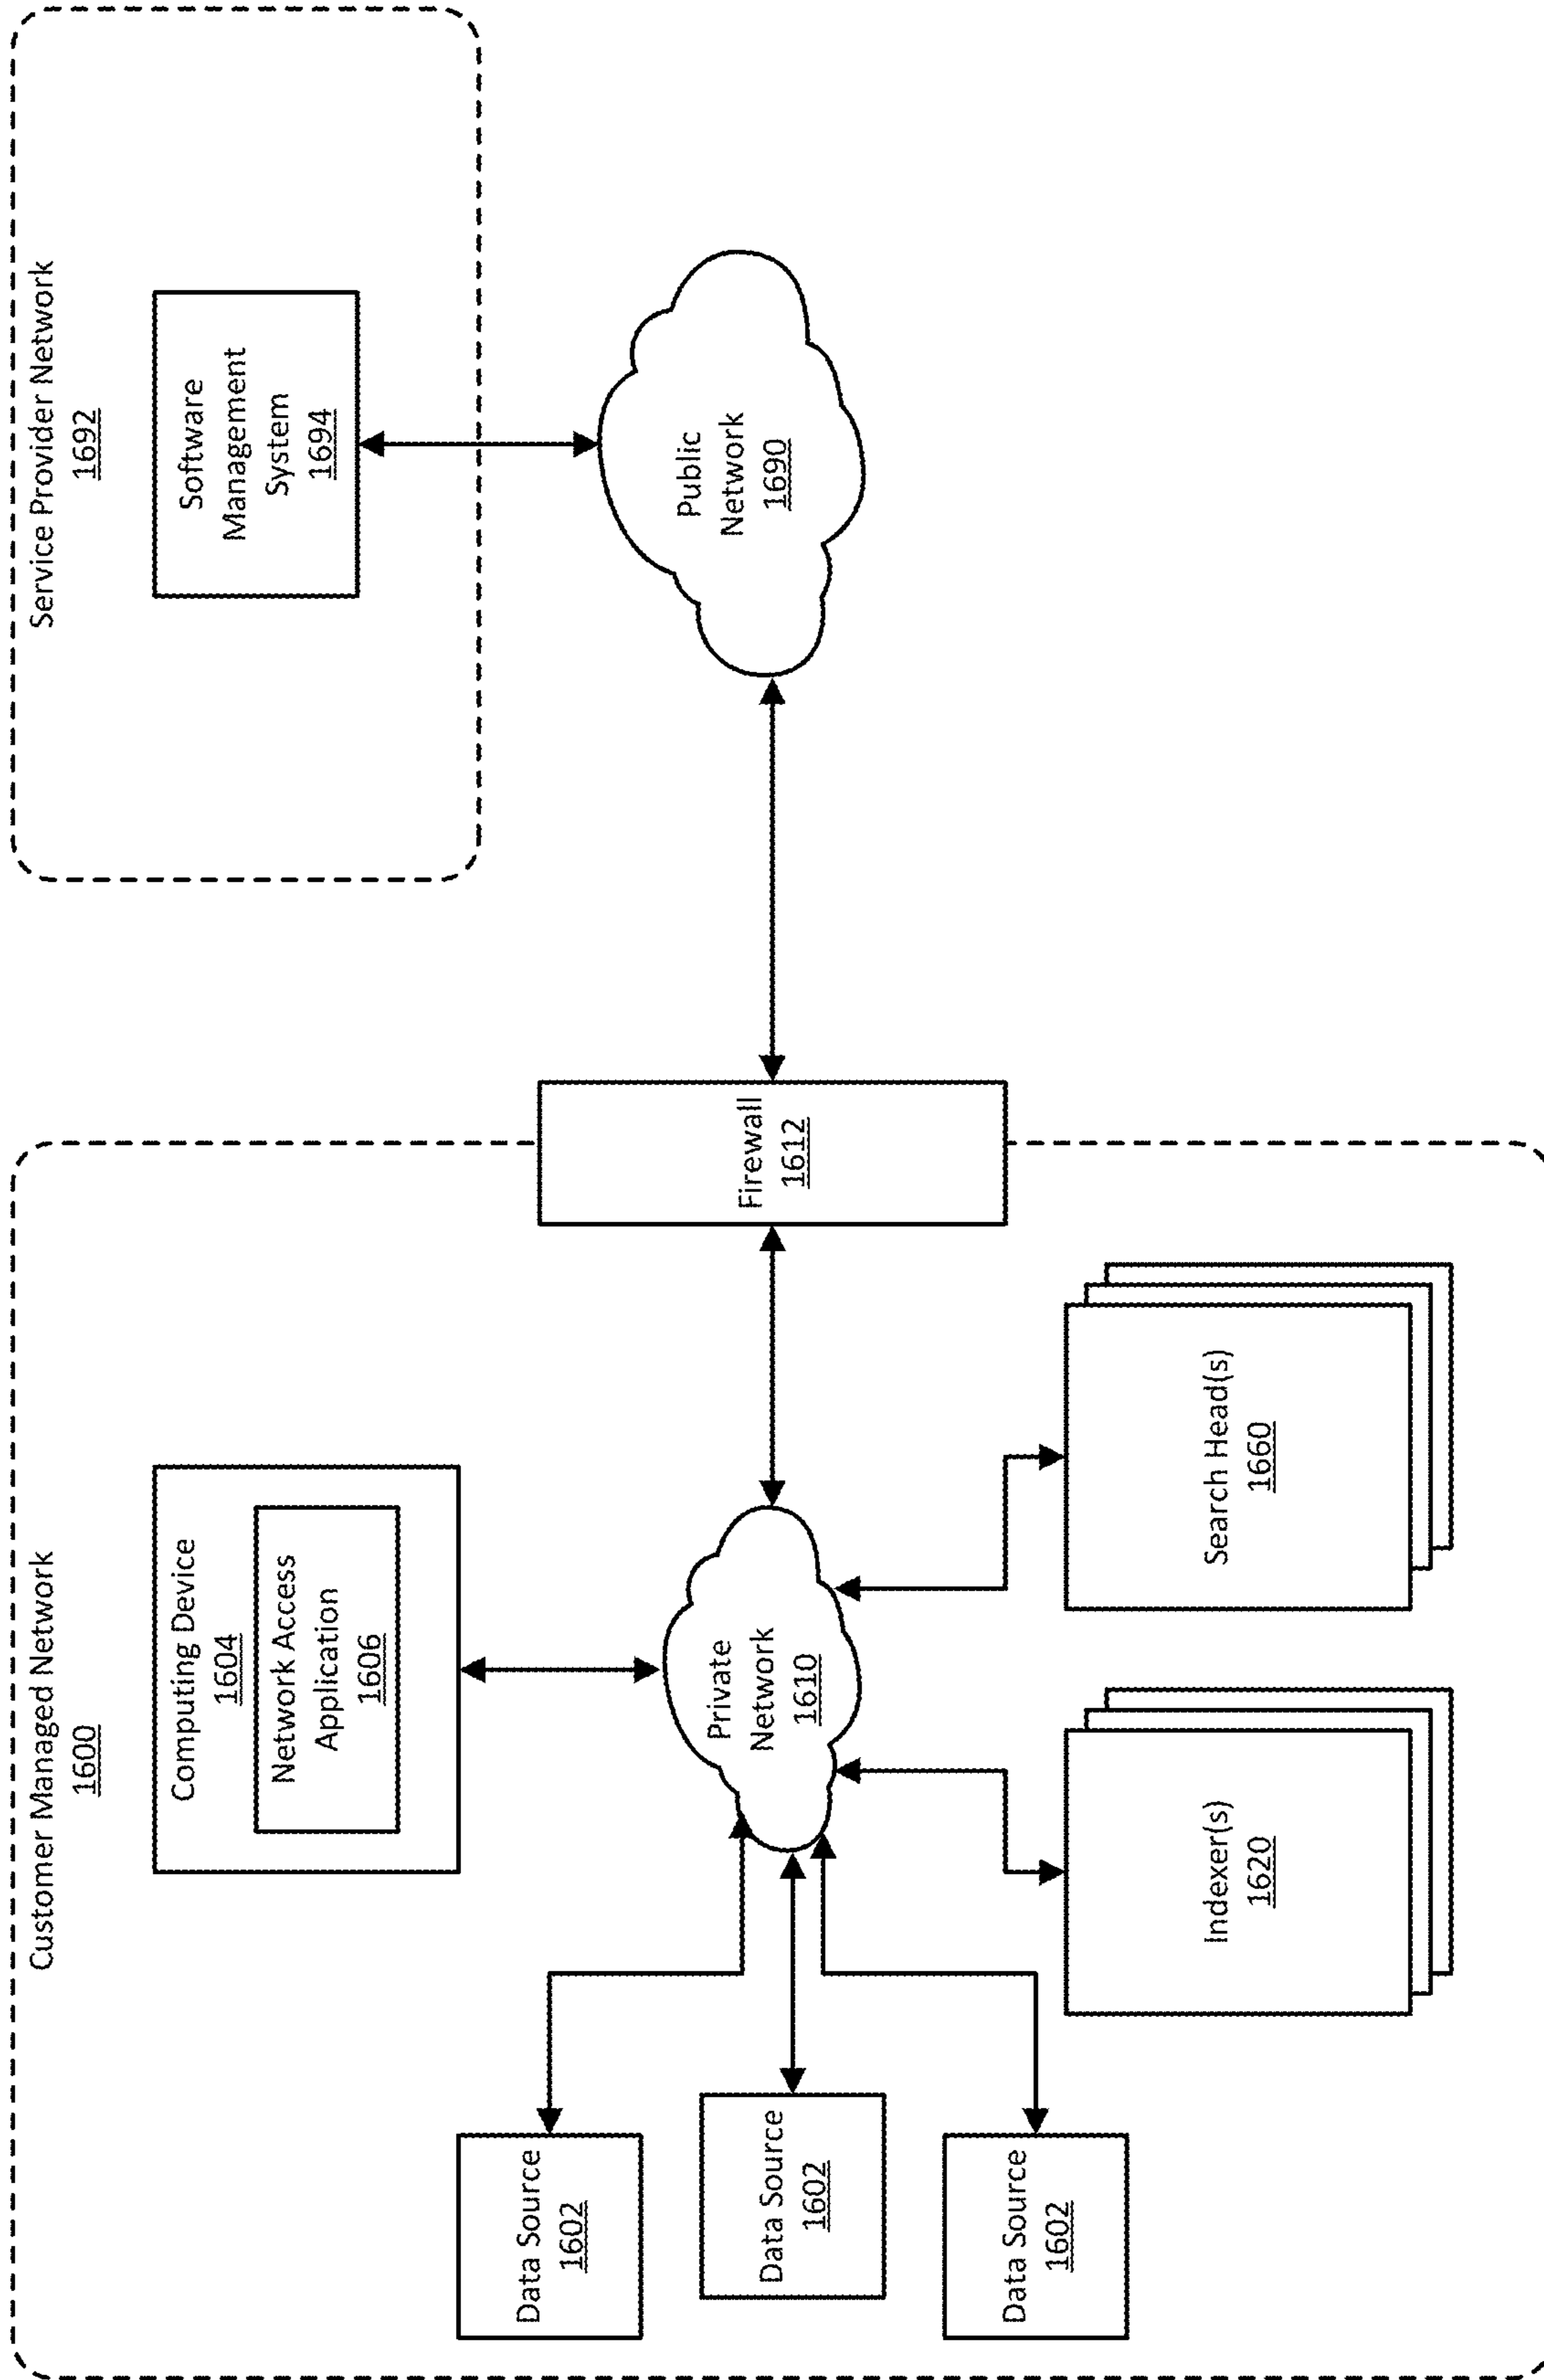 Customer Managed Network
1600
Computing Device
1604
Network Access
Application
1606
Data Source
1602
Data Source
1602
Data Source
1602
Private
Network
1610
Indexer(s)
1620
Search Head(s)
1660
Firewall
1612
Service Provider Network
1692
Software
Management
System
1694
Public
Network
1690